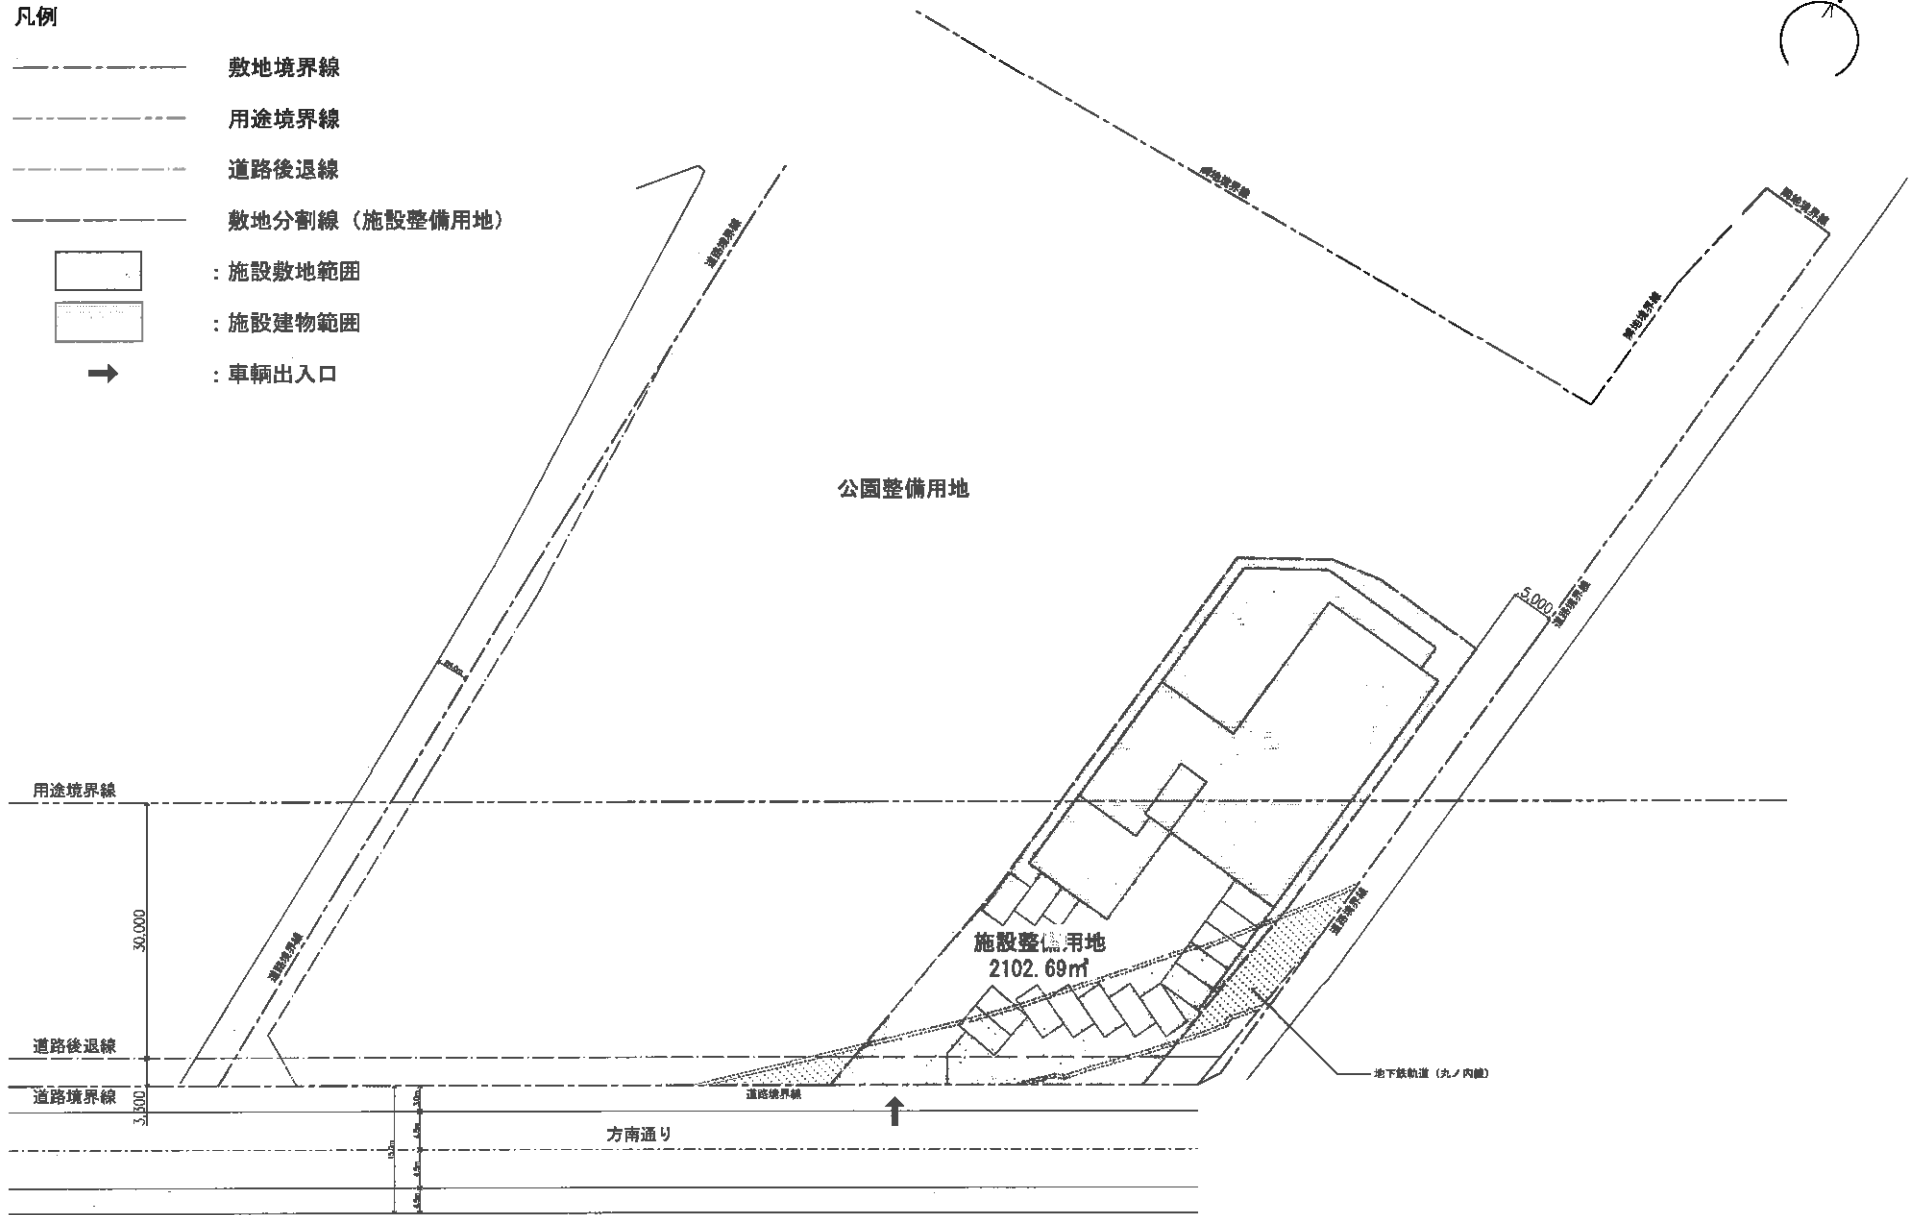 凡例
敷地境界線
用途境界線
道路後退線
敷地分割線（施設整備用地）
：施設敷地範囲
：施設建物範囲
：車輌出入口
隣地境界線
隣地境界線
隣地境界線
道路境界線
公園整備用地
5,000
道路境界線
用途境界線
30,000
道路境界線
道路境界線
施設整備用地
2102.69㎡
道路後退線
道路境界線
3,300
道路境界線
地下鉄軌道（丸ノ内線）
方南通り